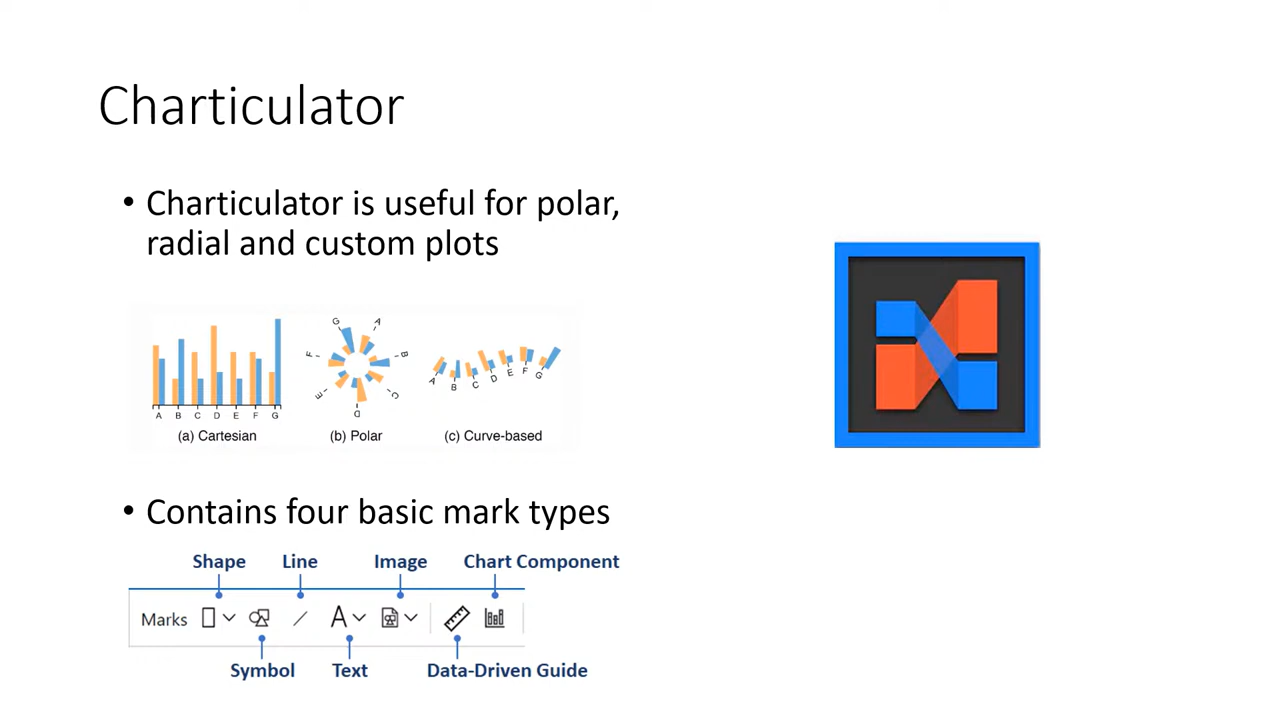 Charticulator
• Charticulator is useful for polar,
radial and custom plots
A B C D E F G
(a) Cartesian
G A B C D E F
(b) Polar
A B C D E F G
(c) Curve-based
• Contains four basic mark types
Shape Line Image Chart Component
Marks A
Symbol Text Data-Driven Guide